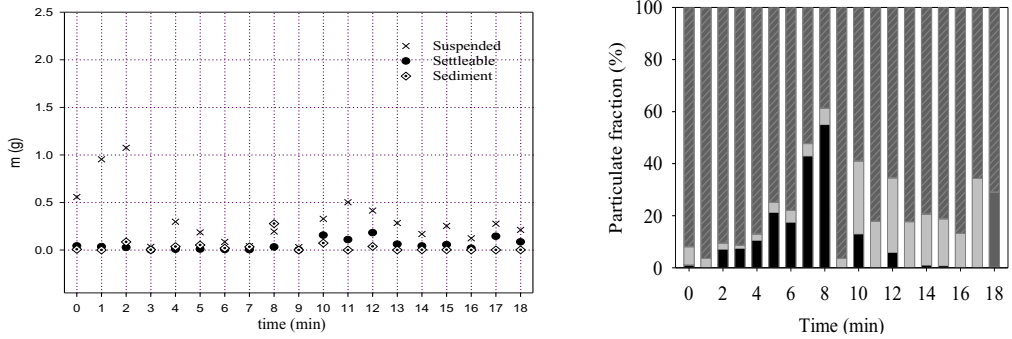 2.5
2.0
1.5
1.0
0.5
0.0
m (g)
Suspended
Settleable
Sediment
0 1 2 3 4 5 6 7 8 9 10 11 12 13 14 15 16 17 18
time (min)
100
80
60
40
20
0
Particulate fraction (%)
0 2 4 6 8 10 12 14 16 18
Time (min)